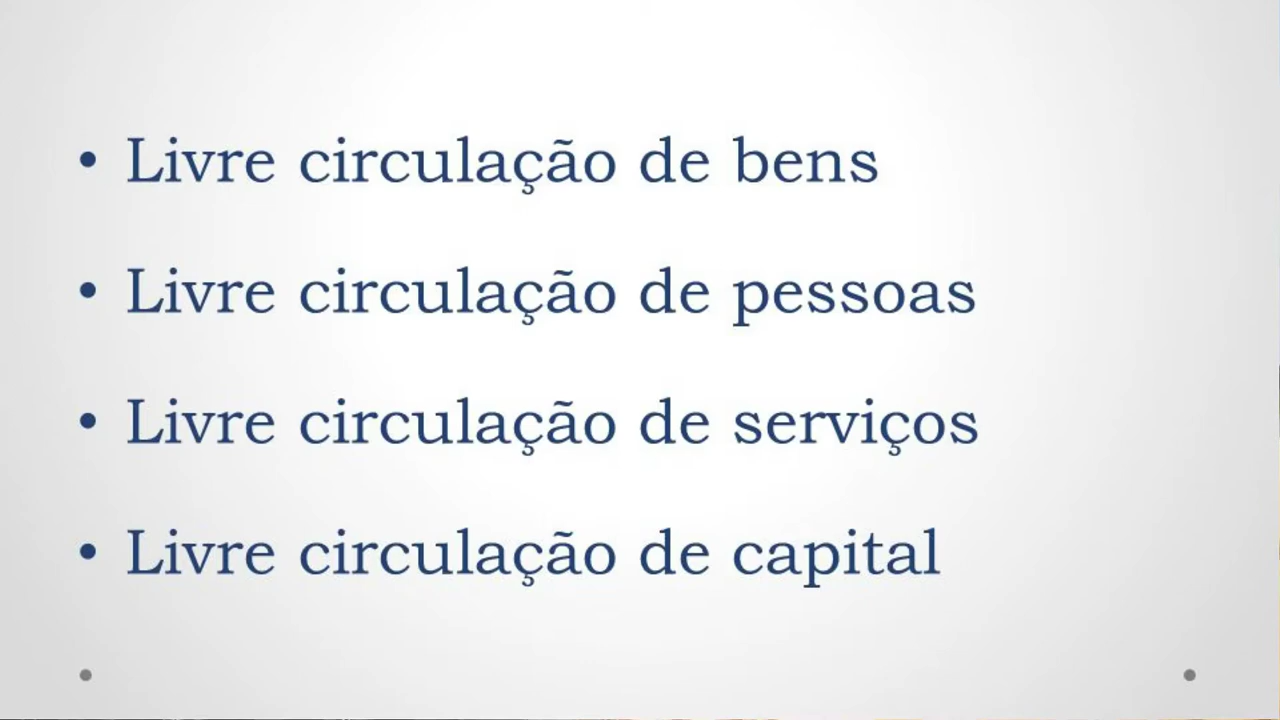 • Livre circulação de bens
• Livre circulação de pessoas
• Livre circulação de serviços
• Livre circulação de capital